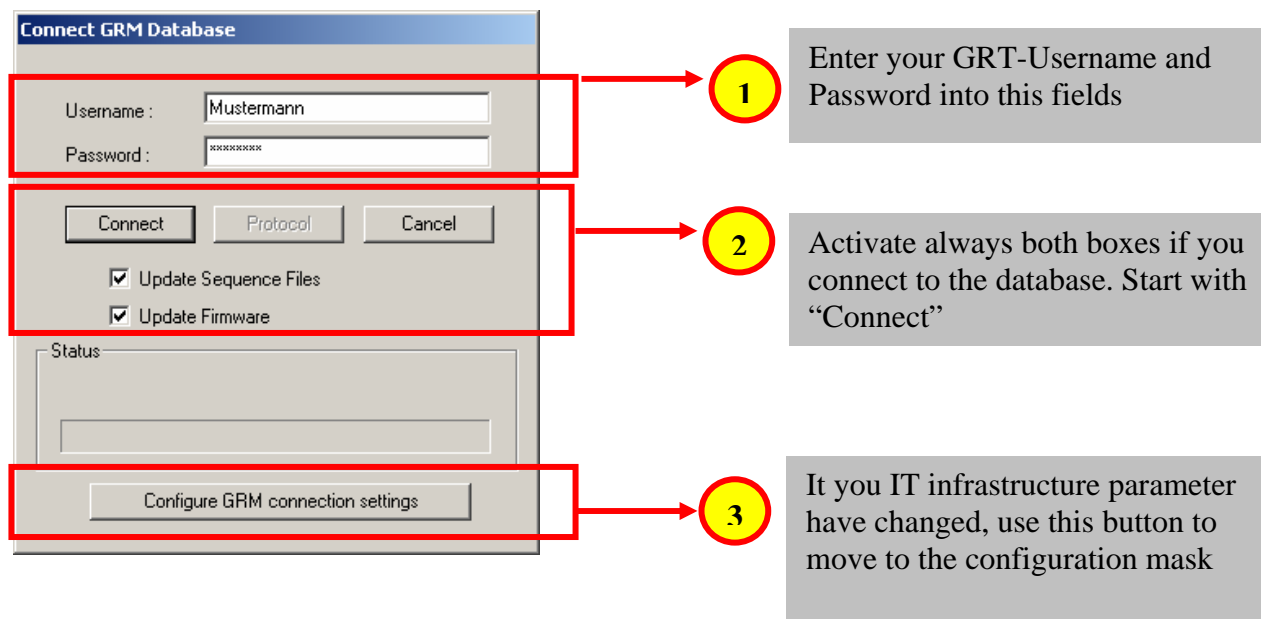 Connect GRM Database
Username :
Mustermann
Password :
xxxxxxxx
Connect
Protocol
Cancel
Update Sequence Files
Update Firmware
Status
Configure GRM connection settings
1
Enter your GRT-Username and
Password into this fields
2
Activate always both boxes if you
connect to the database. Start with
“Connect”
3
It you IT infrastructure parameter
have changed, use this button to
move to the configuration mask